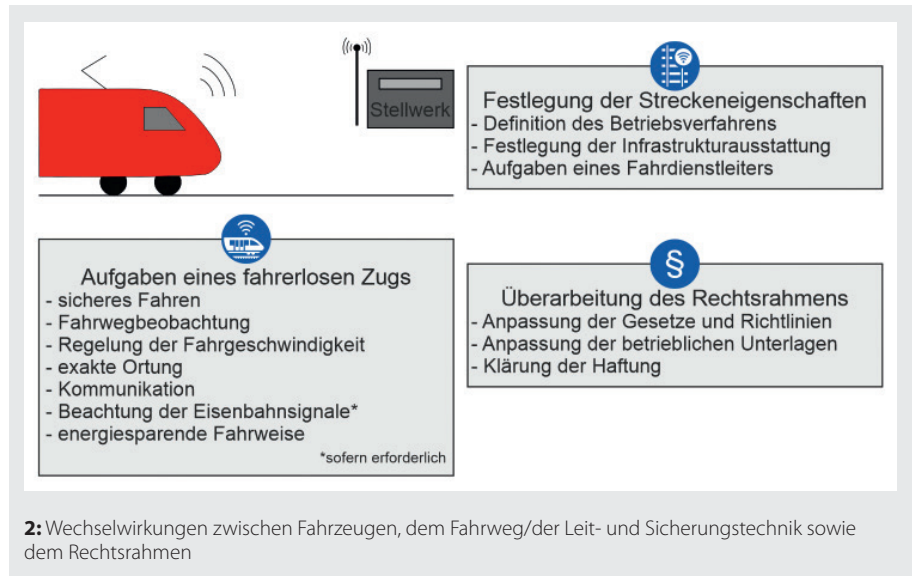 Stellwerk
Festlegung der Streckeneigenschaften
- Definition des Betriebsverfahrens
- Festlegung der Infrastrukturausstattung
- Aufgaben eines Fahrdienstleiters
Aufgaben eines fahrerlosen Zugs
- sicheres Fahren
- Fahrwegbeobachtung
- Regelung der Fahrgeschwindigkeit
- exakte Ortung
- Kommunikation
- Beachtung der Eisenbahnsignale*
- energiesparende Fahrweise
*sofern erforderlich
§
Überarbeitung des Rechtsrahmens
- Anpassung der Gesetze und Richtlinien
- Anpassung der betrieblichen Unterlagen
- Klärung der Haftung
2: Wechselwirkungen zwischen Fahrzeugen, dem Fahrweg/der Leit- und Sicherungstechnik sowie
dem Rechtsrahmen